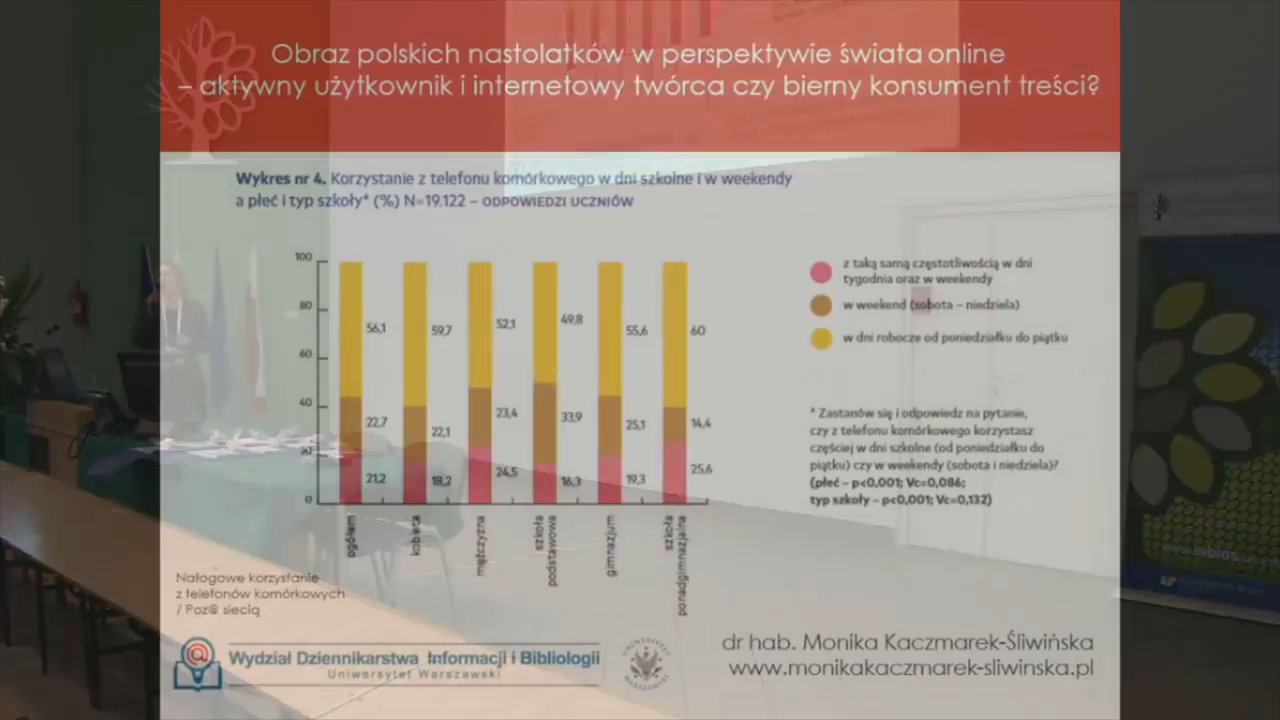 Obraz polskich nastolatków w perspektywie świata online
– aktywny użytkownik i internetowy twórca czy bierny konsument treści?
Wykres nr 4. Korzystanie z telefonu komórkowego w dni szkolne i w weekendy
a płeć i typ szkoły* (%) N=19.122 – ODPOWIEDZI UCZNIÓW
100
80
60
40
20
0
56,1
22,7
21,2
59,7
22,1
18,2
52,1
23,4
24,5
49,8
33,9
16,3
55,6
25,1
19,3
60
14,4
25,6
ogółem
kobieta
mężczyzna
szkoła
podstawowa
gimnazjum
szkoła
ponadgimnazjalna
z taką samą częstotliwością w dni
tygodnia oraz w weekendy
w weekend (sobota – niedziela)
w dni robocze od poniedziałku do piątku
* Zastanów się i odpowiedz na pytanie,
czy z telefonu komórkowego korzystasz
częściej w dni szkolne (od poniedziałku do
piątku) czy w weekendy (sobota i niedziela)?
(płeć – p<0,001; Vc=0,086;
typ szkoły – p<0,001; Vc=0,132)
Nałogowe korzystanie
z telefonów komórkowych
/ Poz@ siecią
Wydział Dziennikarstwa Informacji i Bibliologii
Uniwersytet Warszawski
dr hab. Monika Kaczmarek-Śliwińska
www.monikakaczmarek-sliwinska.pl